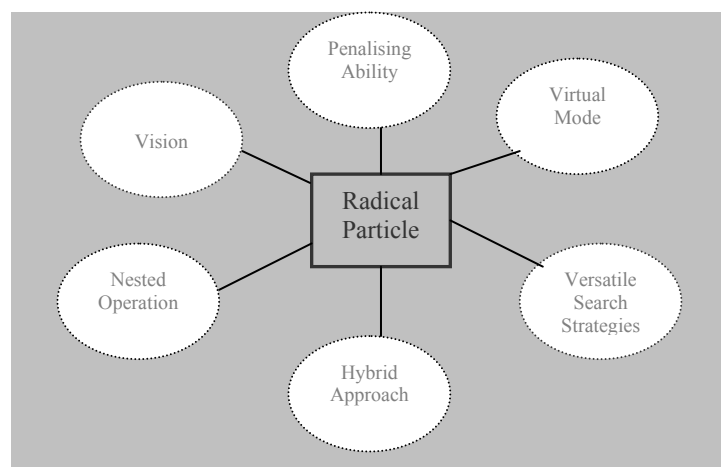 Penalising
Ability
Virtual
Mode
Vision
Radical
Particle
Nested
Operation
Versatile
Search
Strategies
Hybrid
Approach